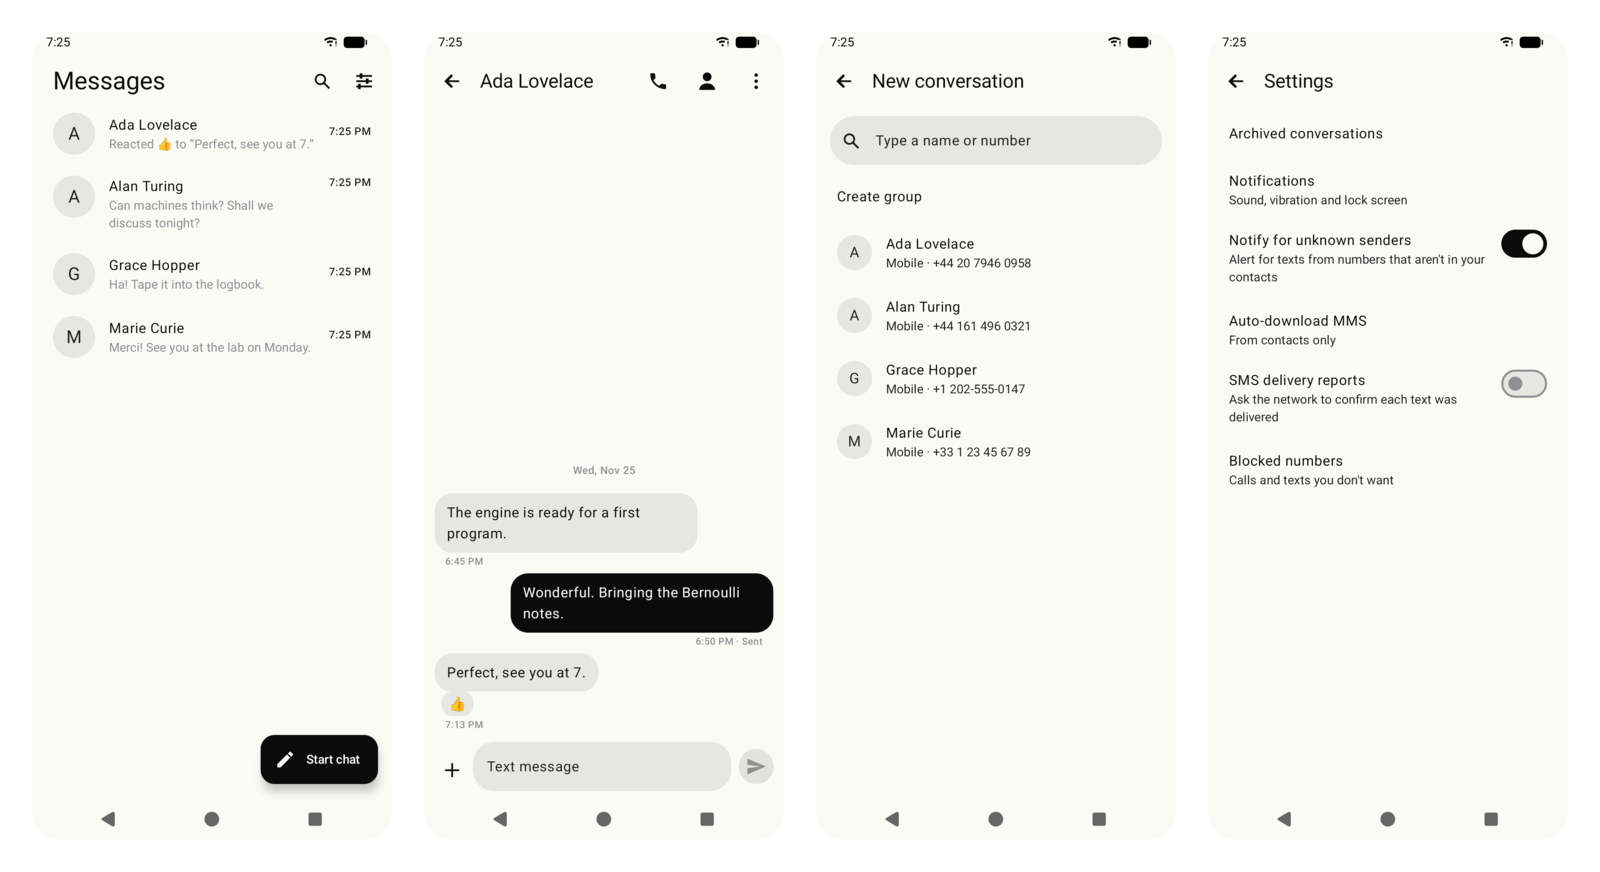 7:25
Messages
A
Ada Lovelace
7:25 PM
Reacted 👍 to “Perfect, see you at 7.”
A
Alan Turing
7:25 PM
Can machines think? Shall we
discuss tonight?
G
Grace Hopper
7:25 PM
Ha! Tape it into the logbook.
M
Marie Curie
7:25 PM
Merci! See you at the lab on Monday.
Start chat
7:25
Ada Lovelace
Wed, Nov 25
The engine is ready for a first
program.
6:45 PM
Wonderful. Bringing the Bernoulli
notes.
6:50 PM · Sent
Perfect, see you at 7.
👍
7:13 PM
Text message
7:25
New conversation
Type a name or number
Create group
A
Ada Lovelace
Mobile · +44 20 7946 0958
A
Alan Turing
Mobile · +44 161 496 0321
G
Grace Hopper
Mobile · +1 202-555-0147
M
Marie Curie
Mobile · +33 1 23 45 67 89
7:25
Settings
Archived conversations
Notifications
Sound, vibration and lock screen
Notify for unknown senders
Alert for texts from numbers that aren't in your
contacts
Auto-download MMS
From contacts only
SMS delivery reports
Ask the network to confirm each text was
delivered
Blocked numbers
Calls and texts you don't want